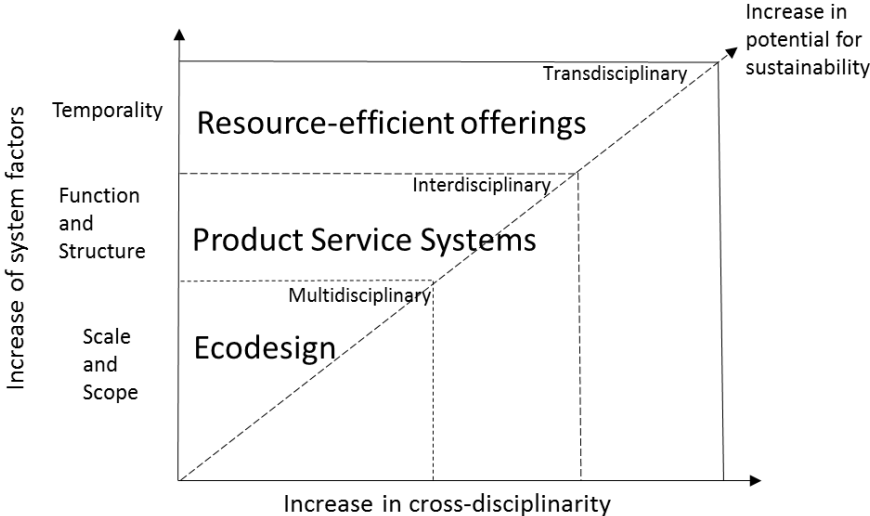 Increase in
potential for
sustainability
Transdisciplinary
Temporality
Resource-efficient offerings
Interdisciplinary
Function
and
Structure
Product Service Systems
Multidisciplinary
Scale
and
Scope
Ecodesign
Increase of system factors
Increase in cross-disciplinarity